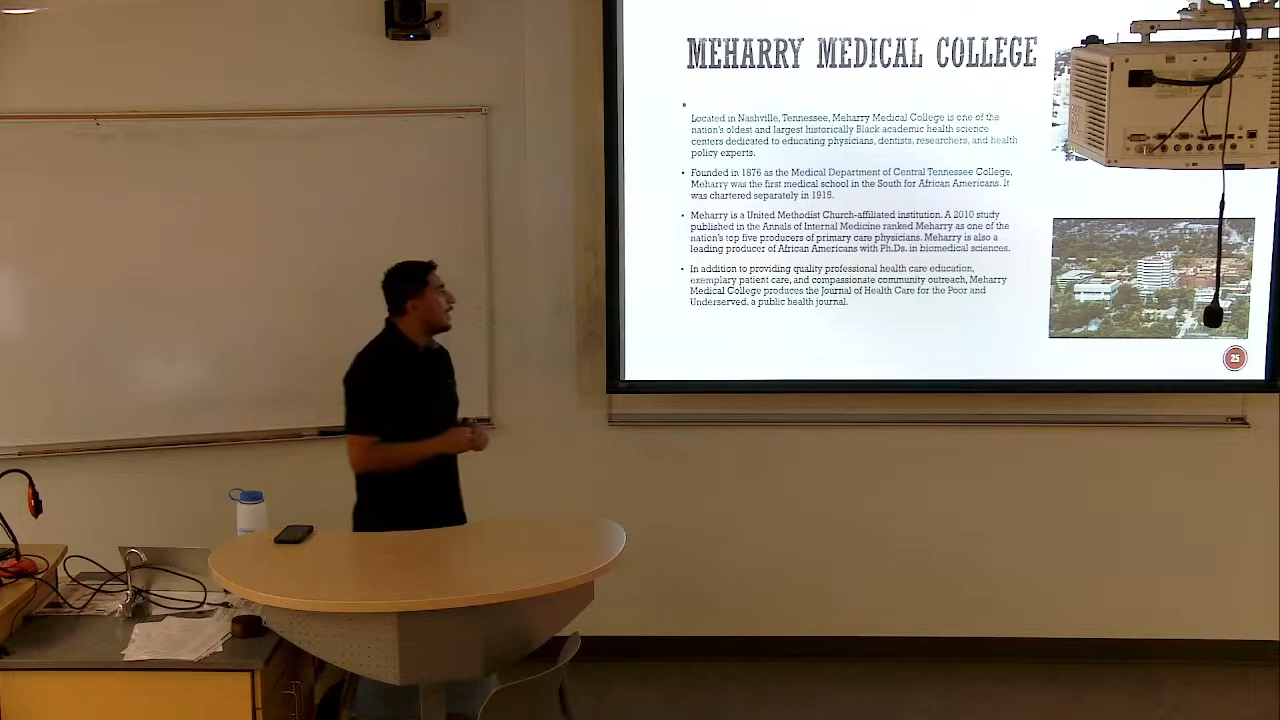 MEHARRY MEDICAL COLLEGE
Located in Nashville, Tennessee, Meharry Medical College is one of the
nation's oldest and largest historically Black academic health science
centers dedicated to educating physicians, dentists, researchers, and health
policy experts.
Founded in 1876 as the Medical Department of Central Tennessee College,
Meharry was the first medical school in the South for African Americans. It
was chartered separately in 1915.
Meharry is a United Methodist Church-affiliated institution. A 2010 study
published in the Annals of Internal Medicine ranked Meharry as one of the
nation's top five producers of primary care physicians. Meharry is also a
leading producer of African Americans with Ph.Ds. in biomedical sciences.
In addition to providing quality professional health care education,
exemplary patient care, and compassionate community outreach, Meharry
Medical College produces the Journal of Health Care for the Poor and
Underserved, a public health journal.
25